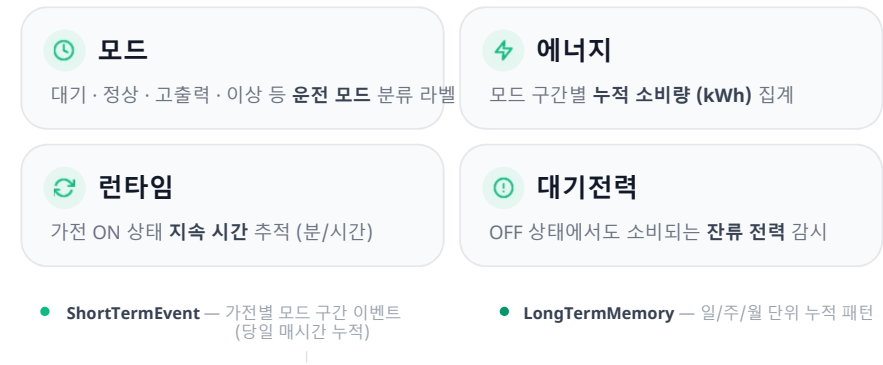 모드
대기 · 정상 · 고출력 · 이상 등 운전 모드 분류 라벨
에너지
모드 구간별 누적 소비량 (kWh) 집계
런타임
가전 ON 상태 지속 시간 추적 (분/시간)
대기전력
OFF 상태에서도 소비되는 잔류 전력 감시
ShortTermEvent — 가전별 모드 구간 이벤트
(당일 매시간 누적)
LongTermMemory — 일/주/월 단위 누적 패턴